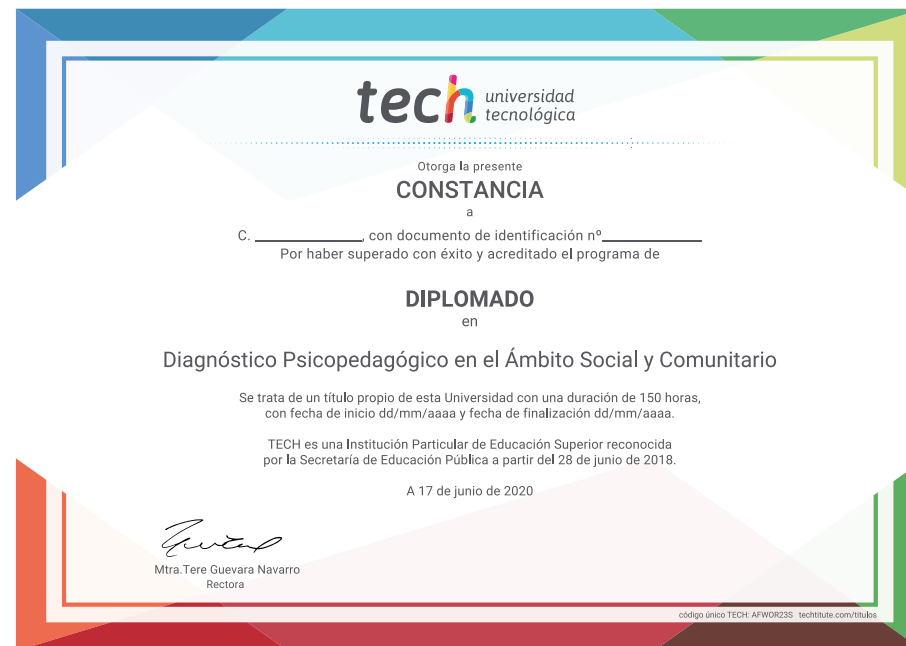 tech universidad
tecnológica
Otorga la presente
CONSTANCIA
a
C. ____________, con documento de identificación nº___________
Por haber superado con éxito y acreditado el programa de
DIPLOMADO
en
Diagnóstico Psicopedagógico en el Ámbito Social y Comunitario
Se trata de un título propio de esta Universidad con una duración de 150 horas,
con fecha de inicio dd/mm/aaaa y fecha de finalización dd/mm/aaaa.
TECH es una Institución Particular de Educación Superior reconocida
por la Secretaría de Educación Pública a partir del 28 de junio de 2018.
A 17 de junio de 2020
Mtra.Tere Guevara Navarro
Rectora
código único TECH: AFWOR23S techtitute.com/titulos